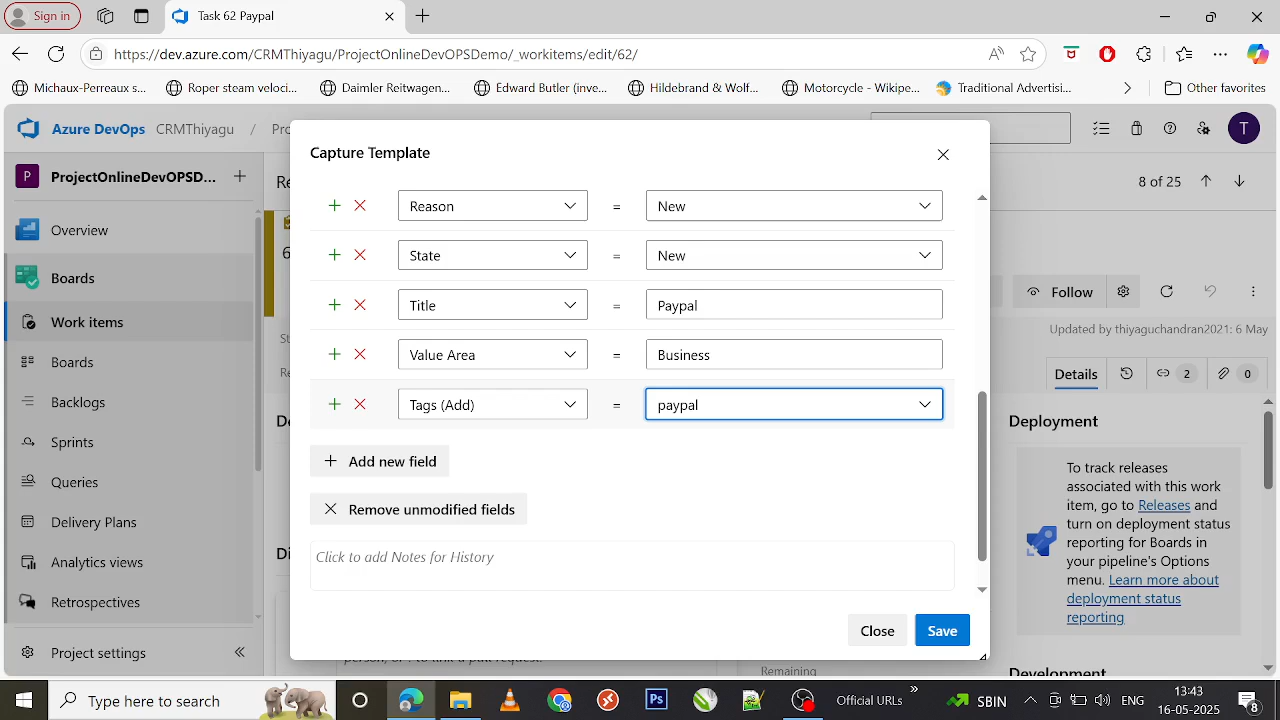 Sign in
Task 62 Paypal
https://dev.azure.com/CRMThiyagu/ProjectOnlineDevOPSDemo/_workitems/edit/62/
Michaux-Perreaux s...
Roper steam veloci...
Daimler Reitwagen...
Edward Butler (inve...
Hildebrand & Wolf...
Motorcycle - Wikipe...
Traditional Advertisi...
Other favorites
Azure DevOps CRMThiyagu /
T
P ProjectOnlineDevOPSD...
Overview
Boards
Work items
Boards
Backlogs
Sprints
Queries
Delivery Plans
Analytics views
Retrospectives
Project settings
8 of 25
Follow
Updated by thiyaguchandran2021: 6 May
Details 2 0
Capture Template
Reason = New
State = New
Title = Paypal
Value Area = Business
Tags (Add) = paypal
Add new field
Remove unmodified fields
Click to add Notes for History
Close Save
Deployment
To track releases
associated with this work
item, go to Releases and
turn on deployment status
reporting for Boards in
your pipeline's Options
menu. Learn more about
deployment status
reporting
Development
Remaining
person, or ! to link a pull request.
Type here to search
Ps
Official URLs
SBIN
ENG
13:43
16-05-2025
8